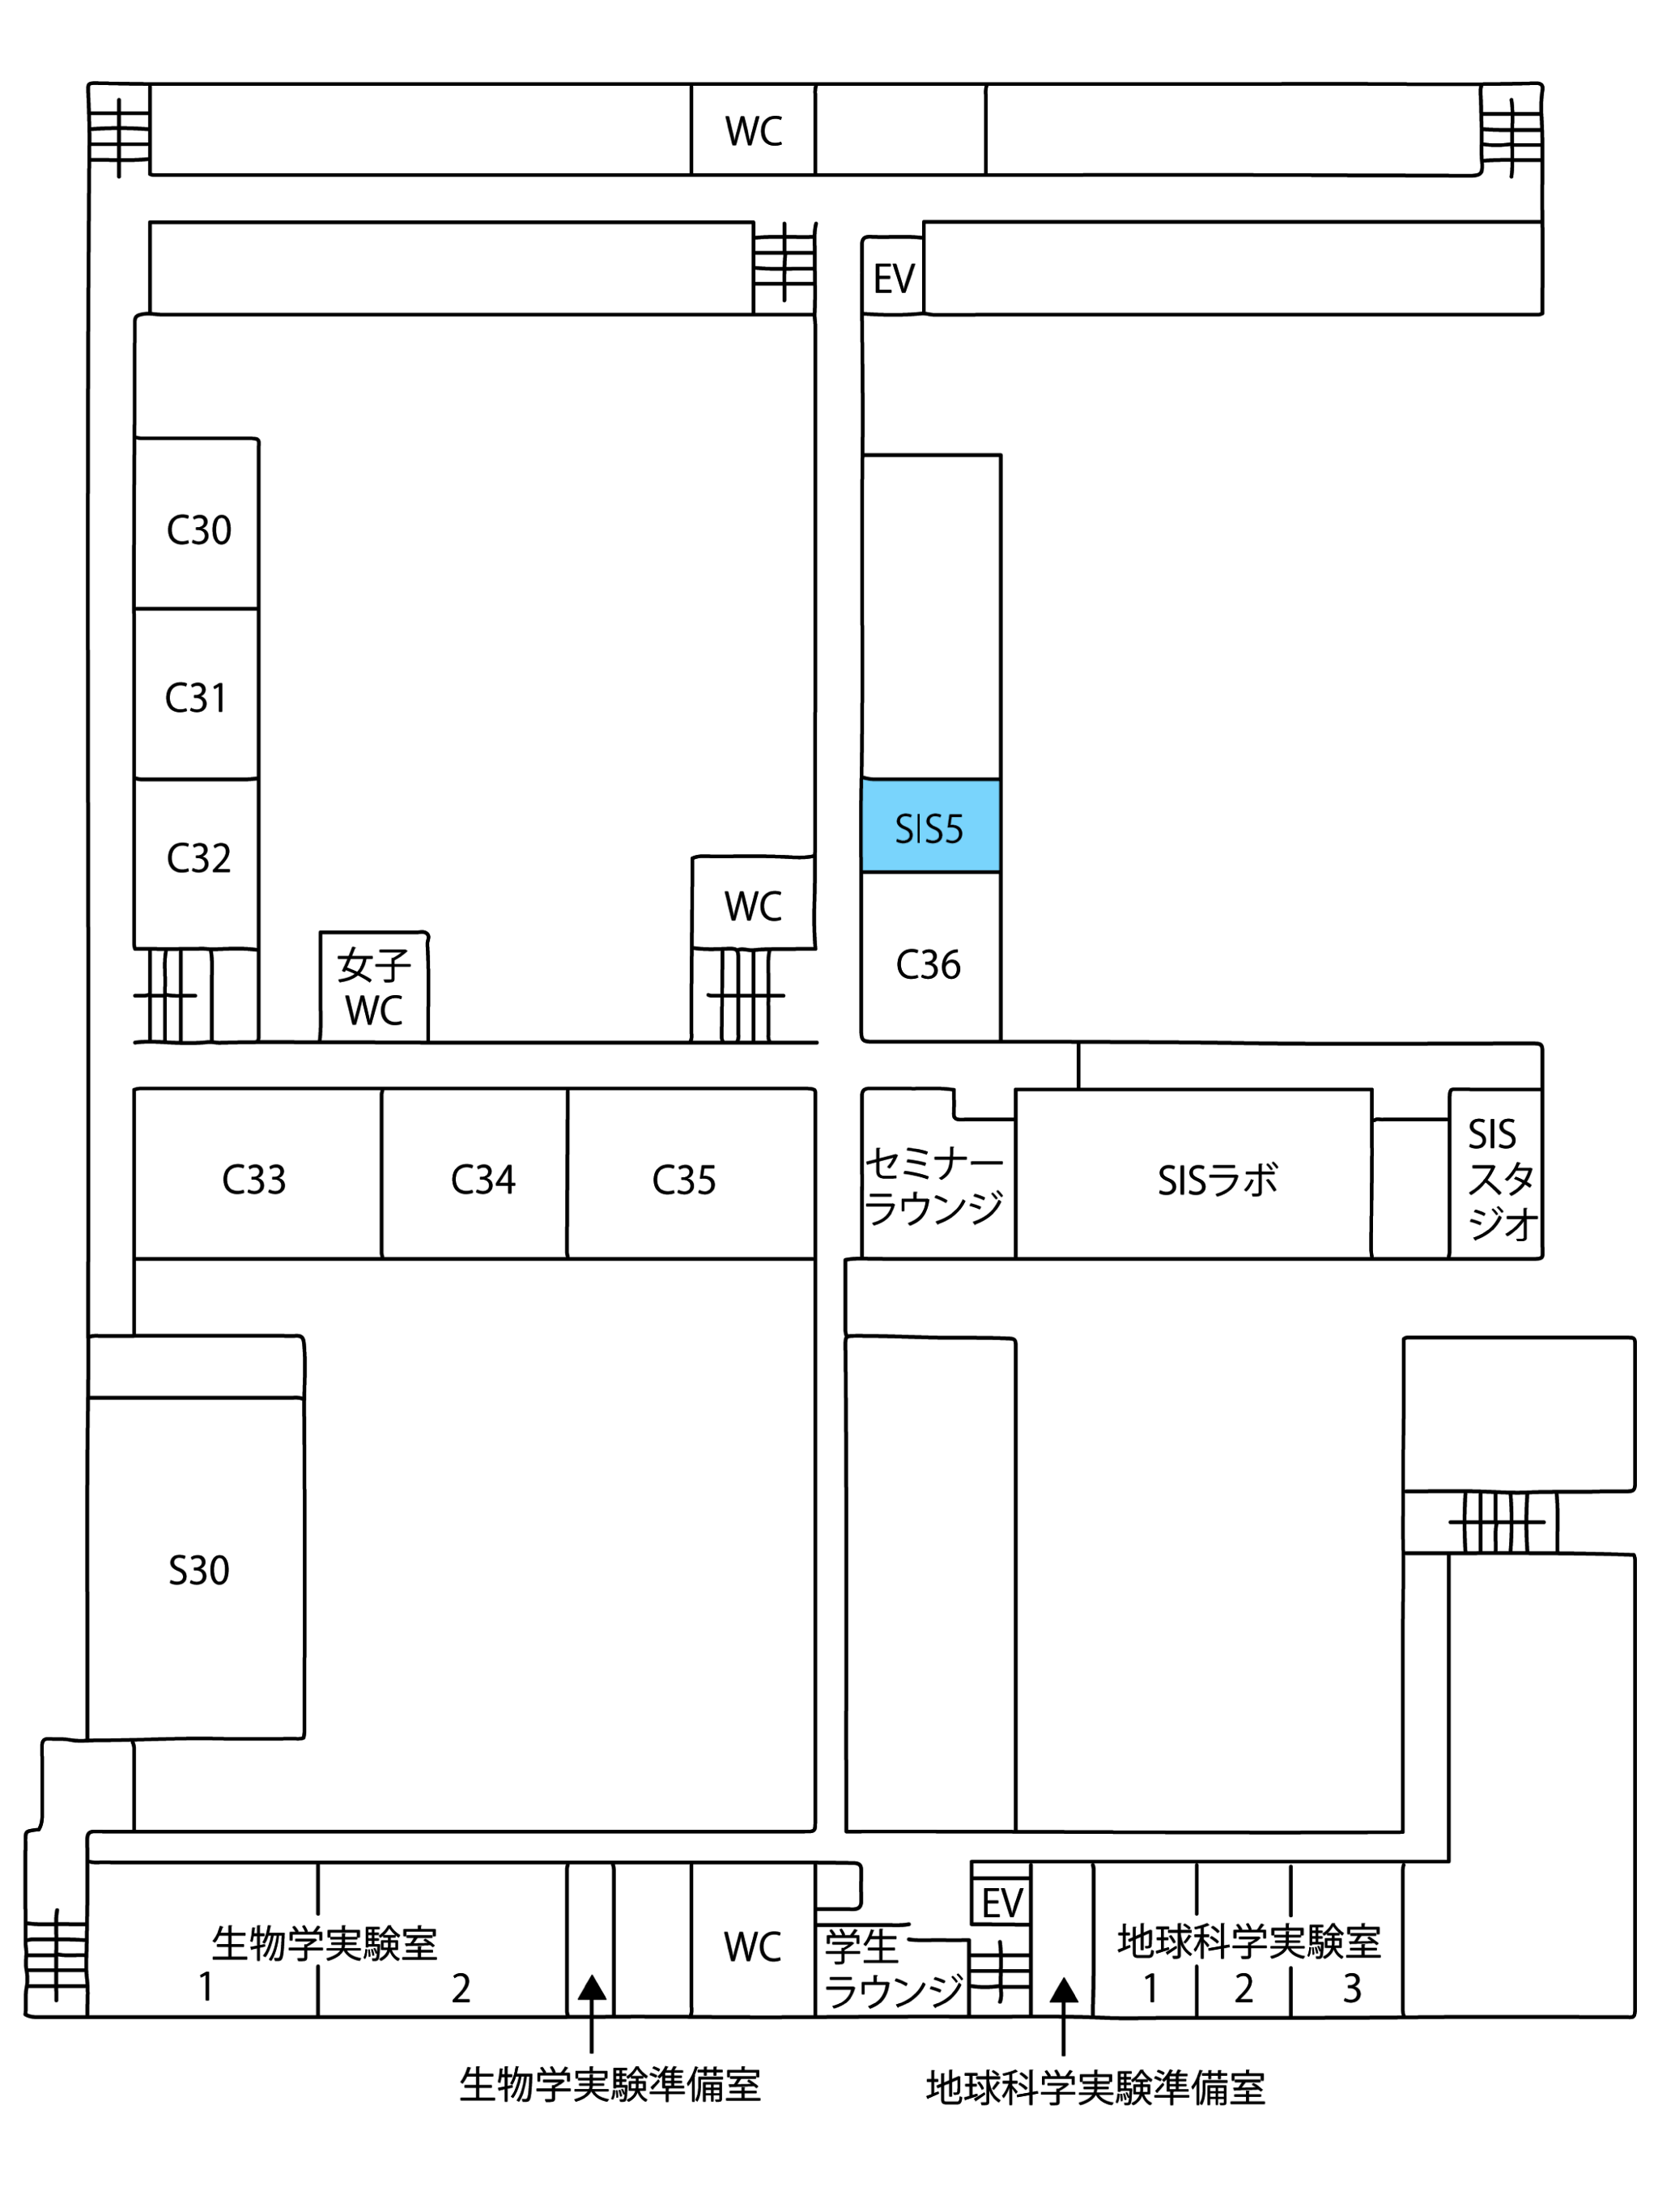 WC
EV
C30
C31
SIS5
C32
WC
女子
WC
C36
C33
C34
C35
セミナー
ラウンジ
SISラボ
SIS
スタ
ジオ
S30
生物学実験室
1
2
WC
学生
ラウンジ
EV
地球科学実験室
1
2
3
生物学実験準備室
地球科学実験準備室